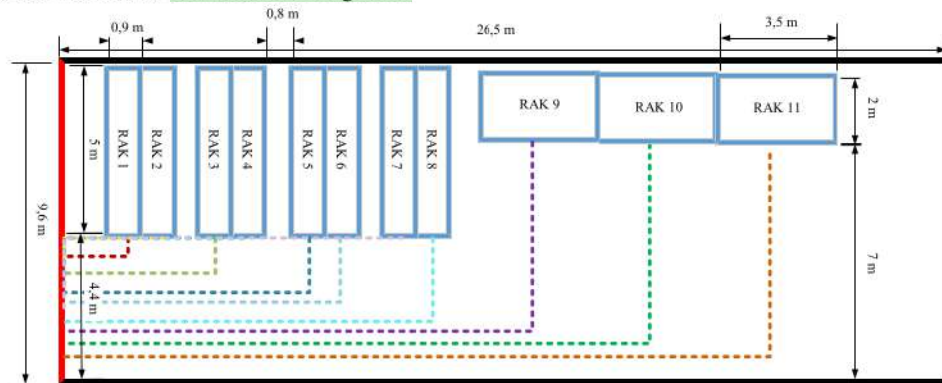 0,8 m
0,9 m
26,5 m
3,5 m
RAK 1
RAK 2
RAK 3
RAK 4
RAK 5
RAK 6
RAK 7
RAK 8
RAK 9
RAK 10
RAK 11
2 m
5 m
9,6 m
4,4 m
7 m